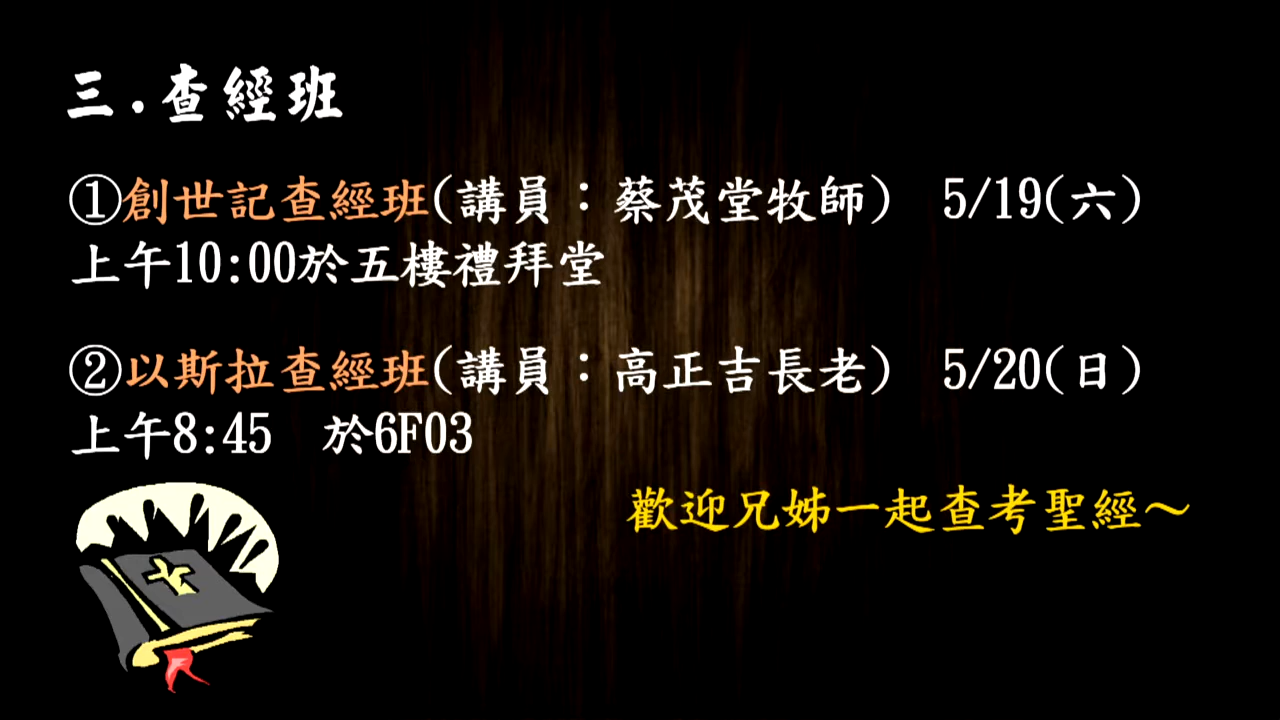 三.查經班
①創世記查經班(講員：蔡茂堂牧師) 5/19(六)
上午10:00於五樓禮拜堂
②以斯拉查經班(講員：高正吉長老) 5/20(日)
上午8:45 於6F03
歡迎兄姊一起查考聖經～